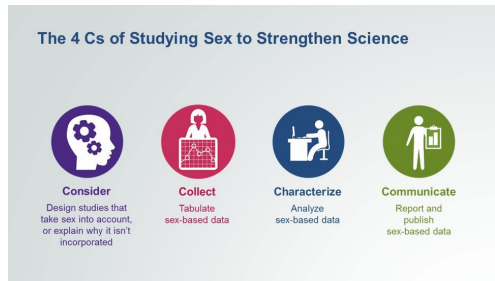 The 4 Cs of Studying Sex to Strengthen Science
Consider
Design studies that
take sex into account,
or explain why it isn't
incorporated
Collect
Tabulate
sex-based data
Characterize
Analyze
sex-based data
Communicate
Report and
publish
sex-based data